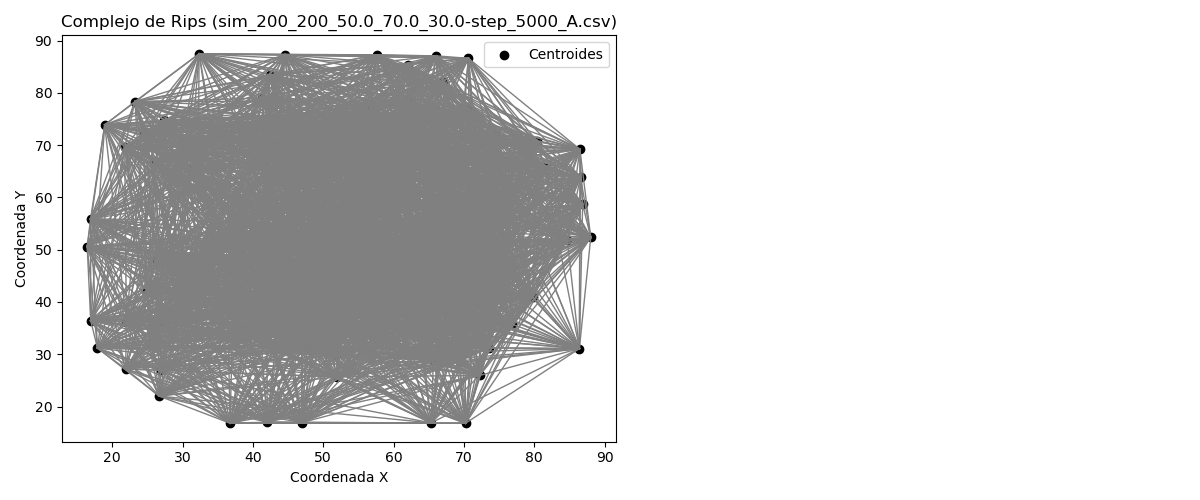 Complejo de Rips (sim_200_200_50.0_70.0_30.0-step_5000_A.csv)
Centroides
90
80
70
60
50
40
30
20
Coordenada Y
20 30 40 50 60 70 80 90
Coordenada X